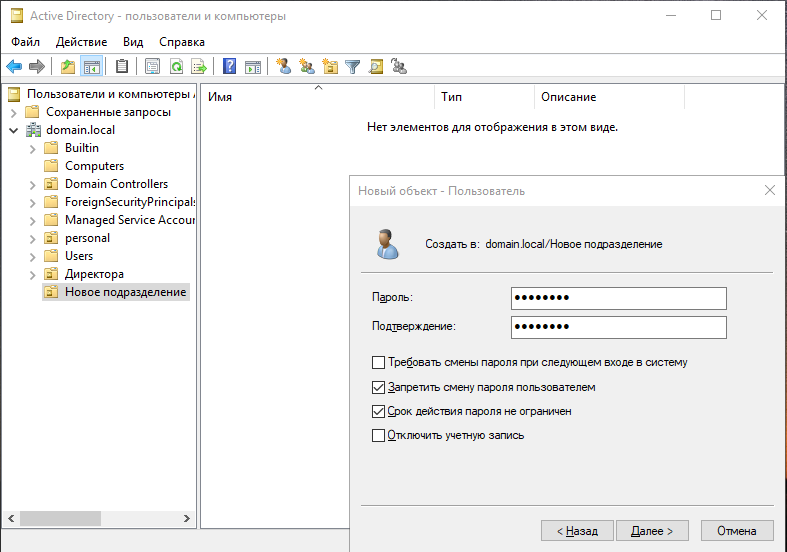 Active Directory - пользователи и компьютеры
Файл Действие Вид Справка
Пользователи и компьютеры
Сохраненные запросы
domain.local
Builtin
Computers
Domain Controllers
ForeignSecurityPrincipals
Managed Service Accour
personal
Users
Директора
Новое подразделение
Имя Тип Описание
Нет элементов для отображения в этом виде.
Новый объект - Пользователь
Создать в: domain.local/Новое подразделение
Пароль: ••••••••
Подтверждение: ••••••••
Требовать смены пароля при следующем входе в систему
Запретить смену пароля пользователем
Срок действия пароля не ограничен
Отключить учетную запись
< Назад Далее > Отмена